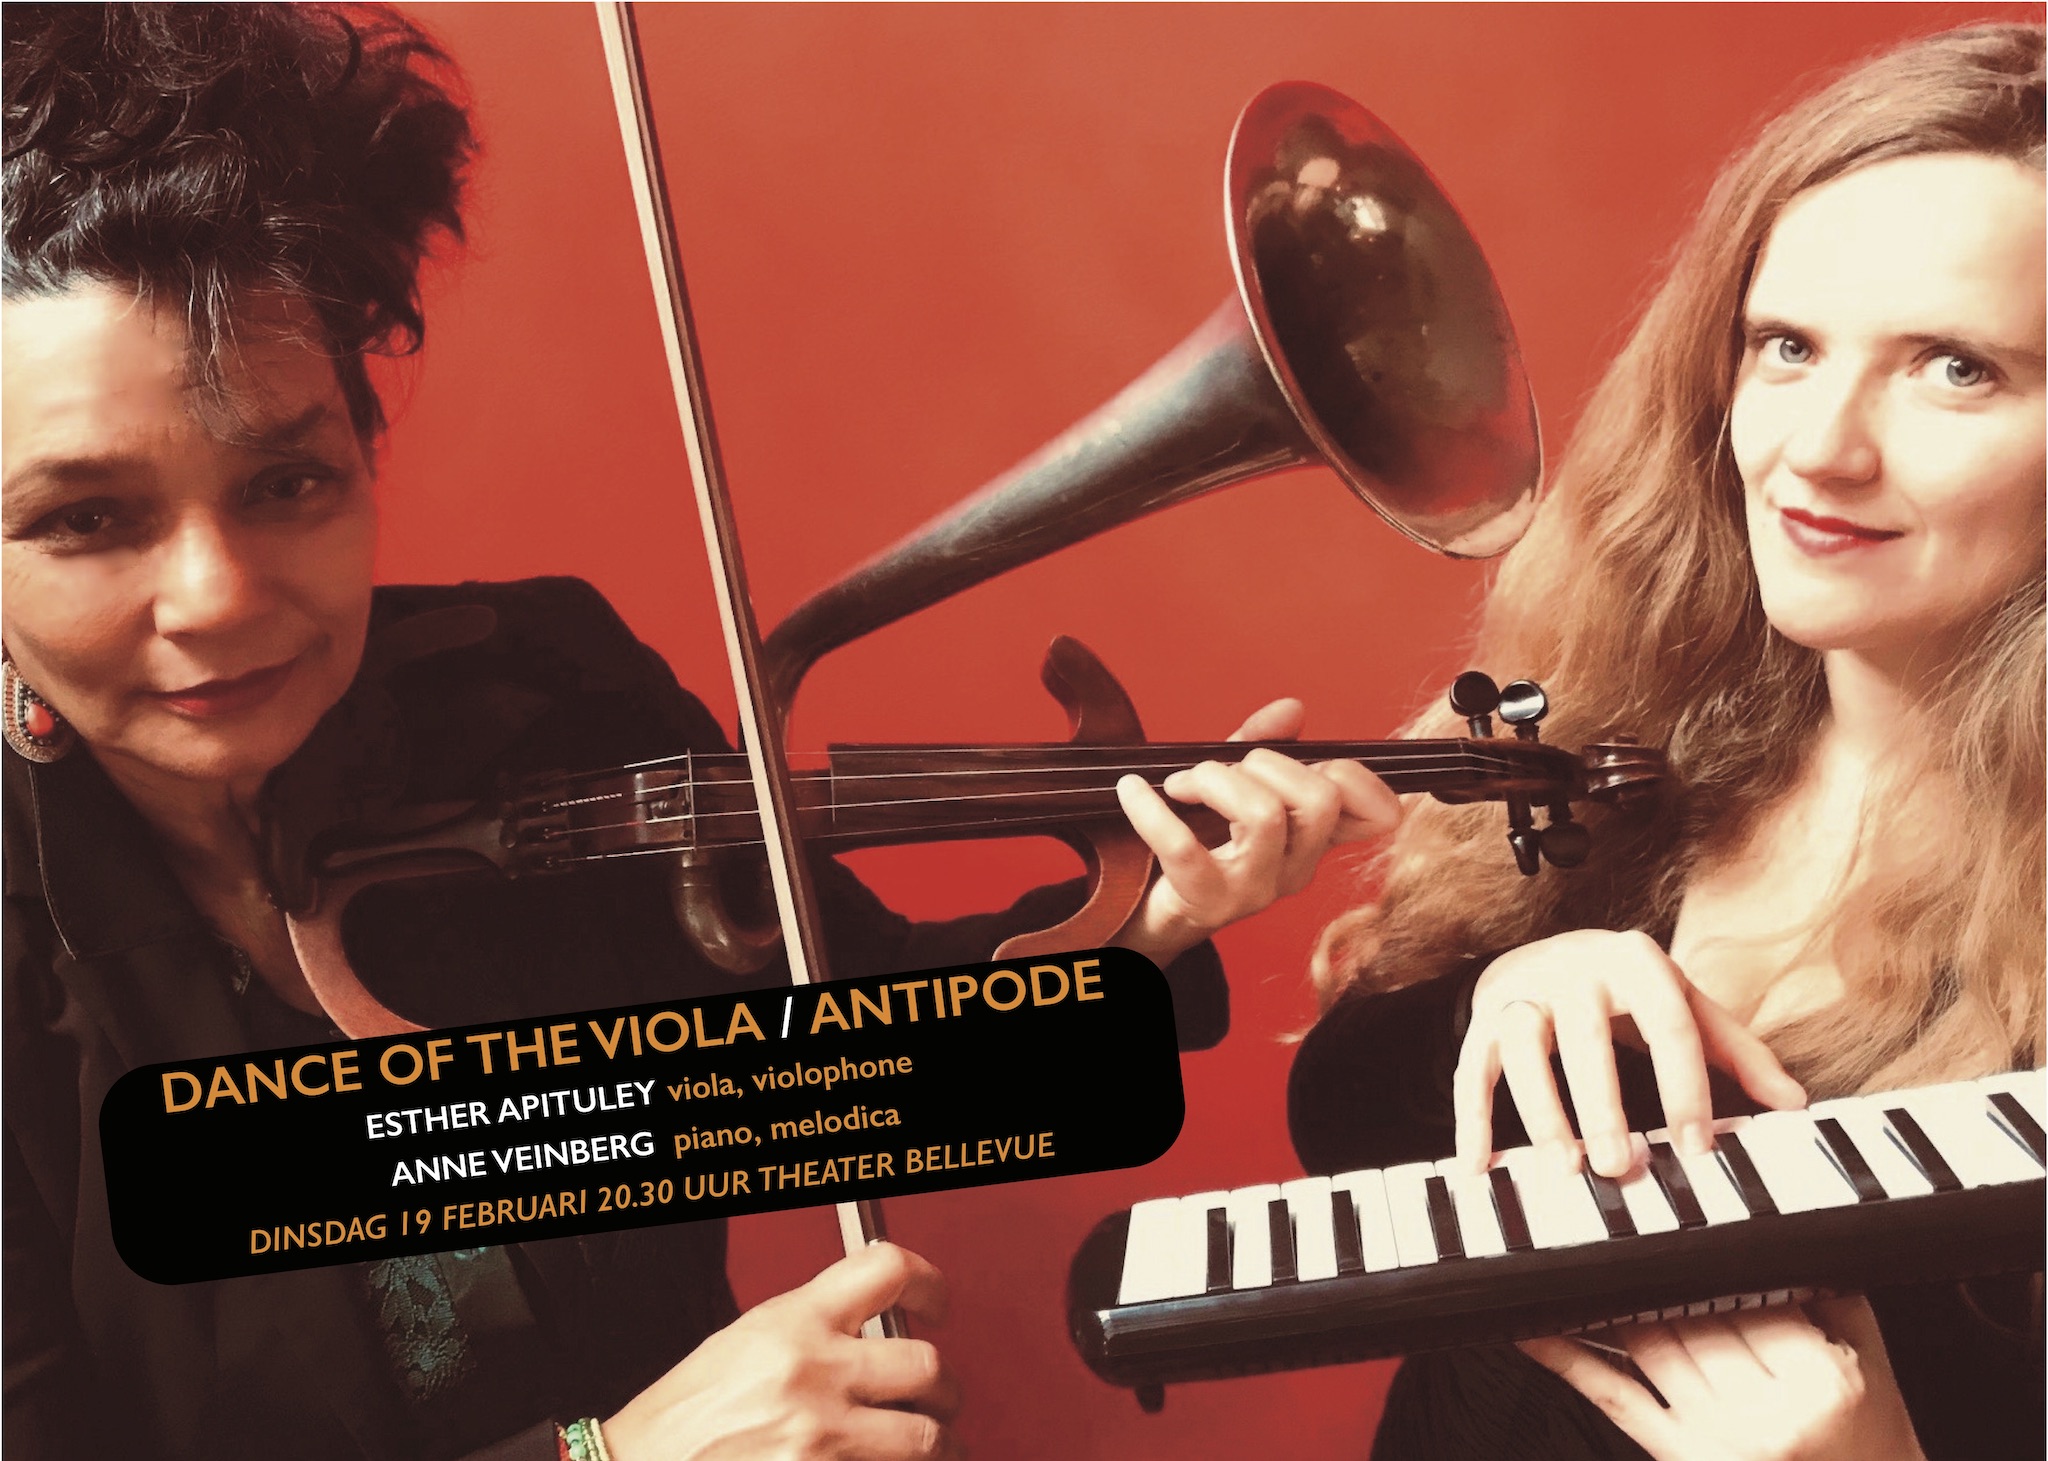 DANCE OF THE VIOLA / ANTIPODE
ESTHER APITULEY viola, violophone
ANNE VEINBERG piano, melodica
DINSDAG 19 FEBRUARI 20.30 UUR THEATER BELLEVUE